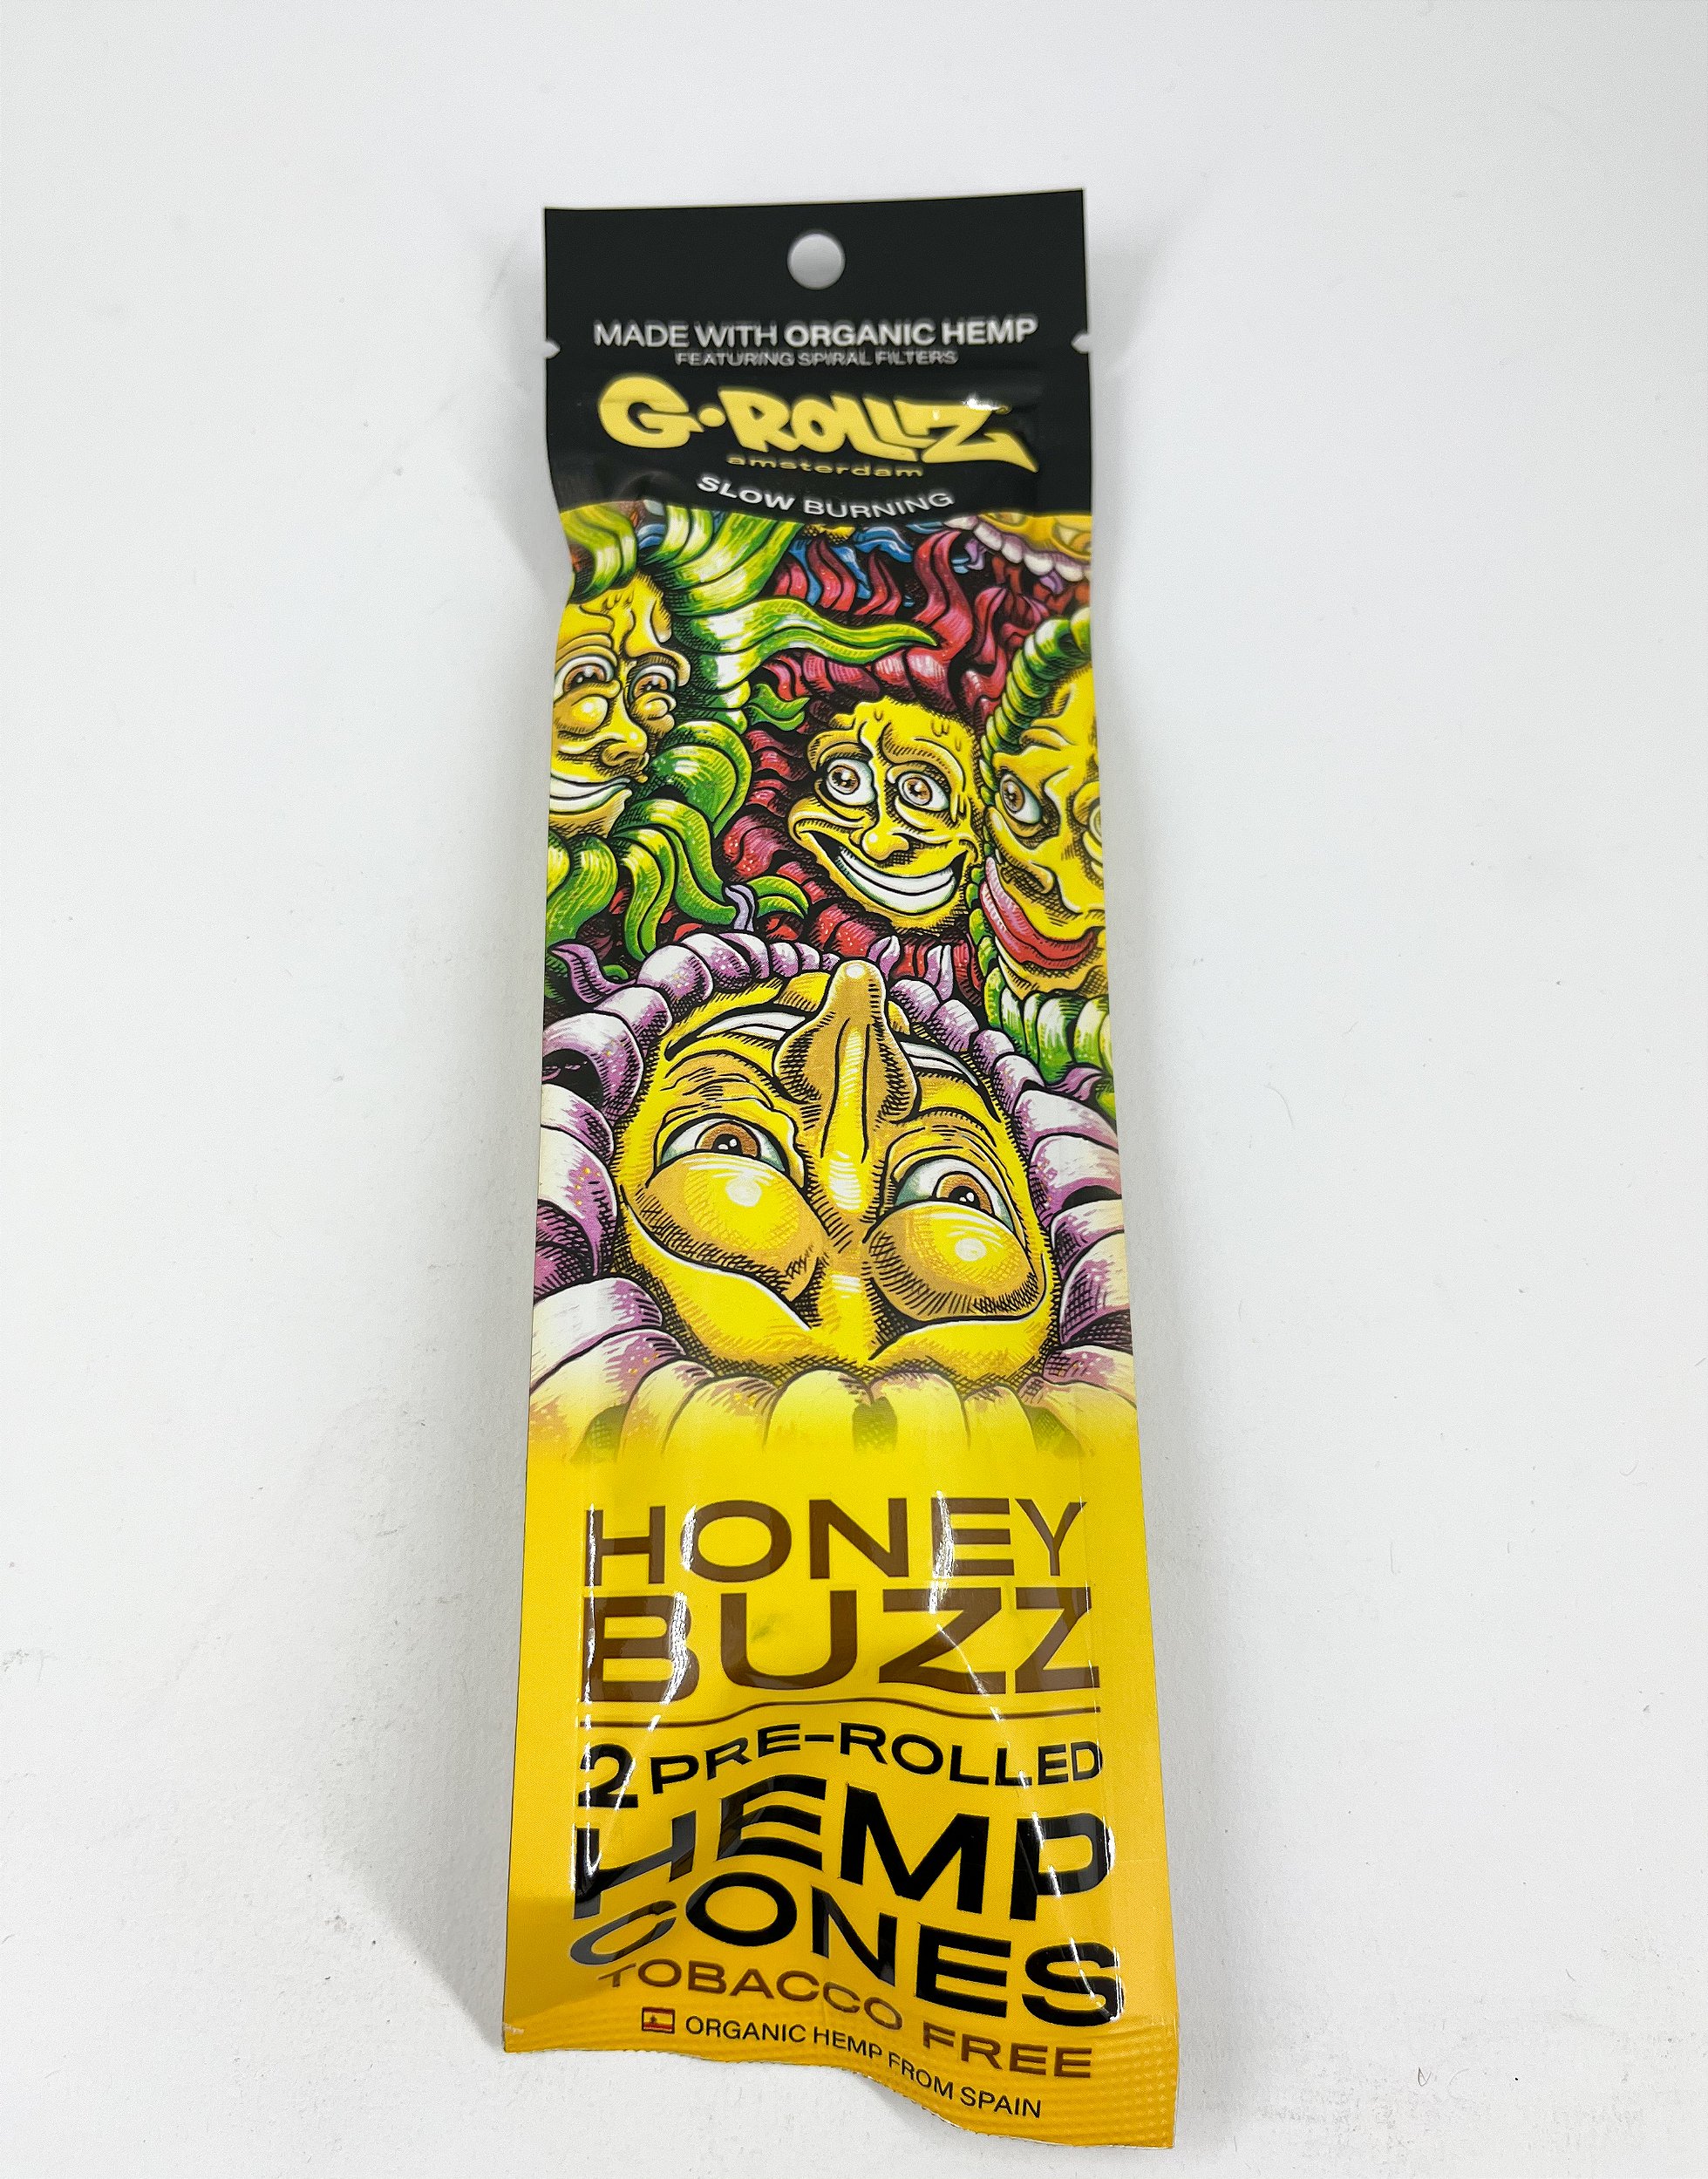 MADE WITH ORGANIC HEMP
FEATURING SPIRAL FILTERS
G·ROLLZ
amsterdam
SLOW BURNING
HONEY
BUZZ
2 PRE-ROLLED
HEMP
CONES
TOBACCO FREE
ORGANIC HEMP FROM SPAIN